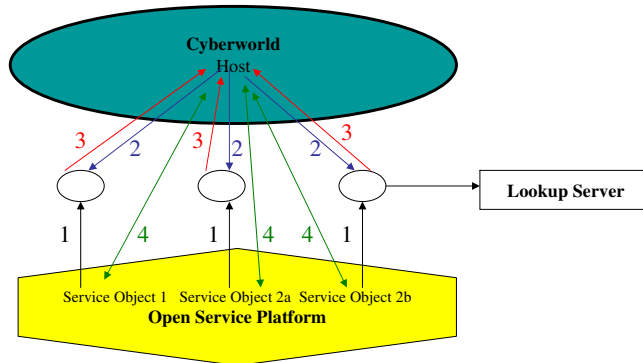 Cyberworld
Host
3
2
3
2
2
3
Lookup Server
1
4
1
4
4
1
Service Object 1
Service Object 2a
Service Object 2b
Open Service Platform